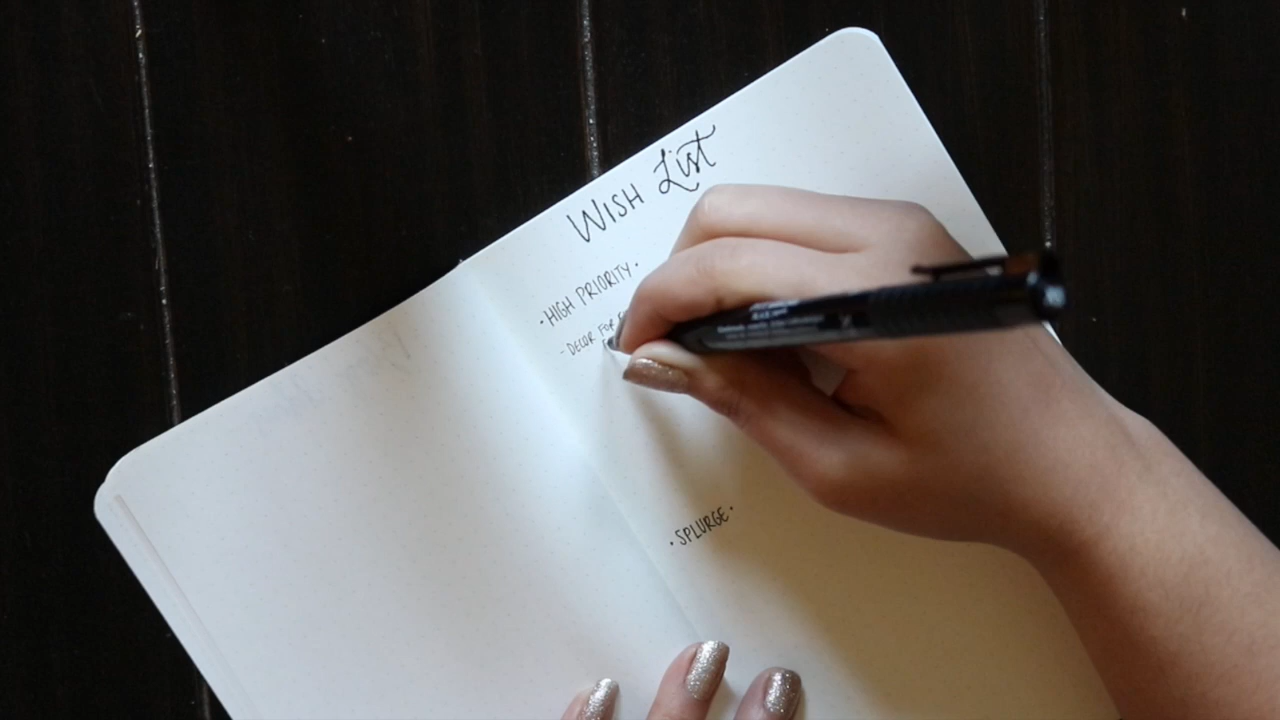 WISH List
· HIGH PRIORITY ·
- DECOR FOR
· SPLURGE ·